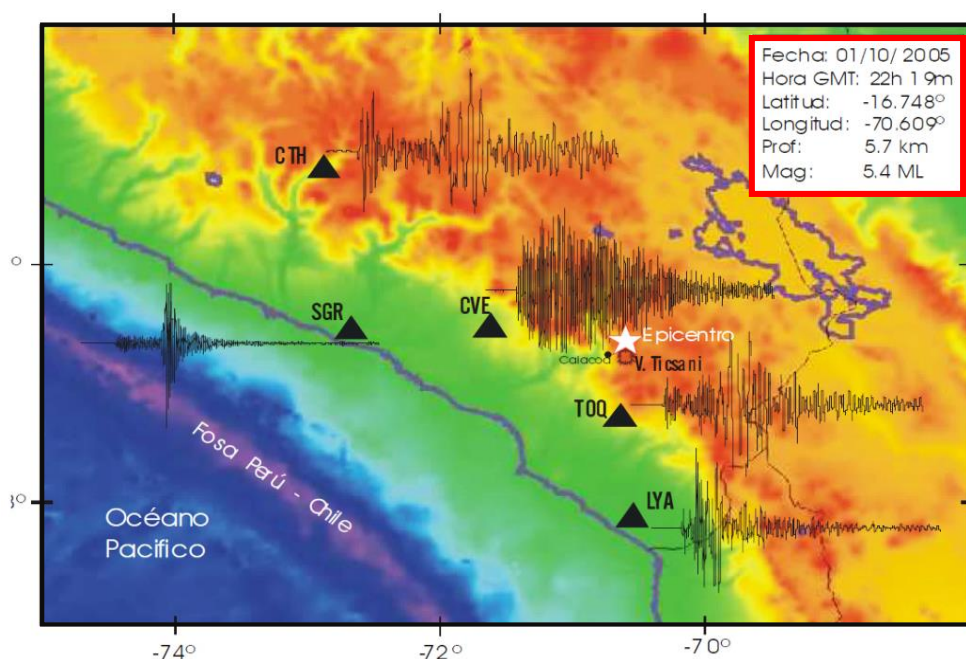 Fecha: 01/10/ 2005
Hora GMT: 22h 19m
Latitud: -16.748°
Longitud: -70.609°
Prof: 5.7 km
Mag: 5.4 ML
CTH
SGR
CVE
Epicentro
Calacoa
V. Ticsani
TOQ
LYA
Fosa Perú - Chile
Océano
Pacifico
-74°
-72°
-70°